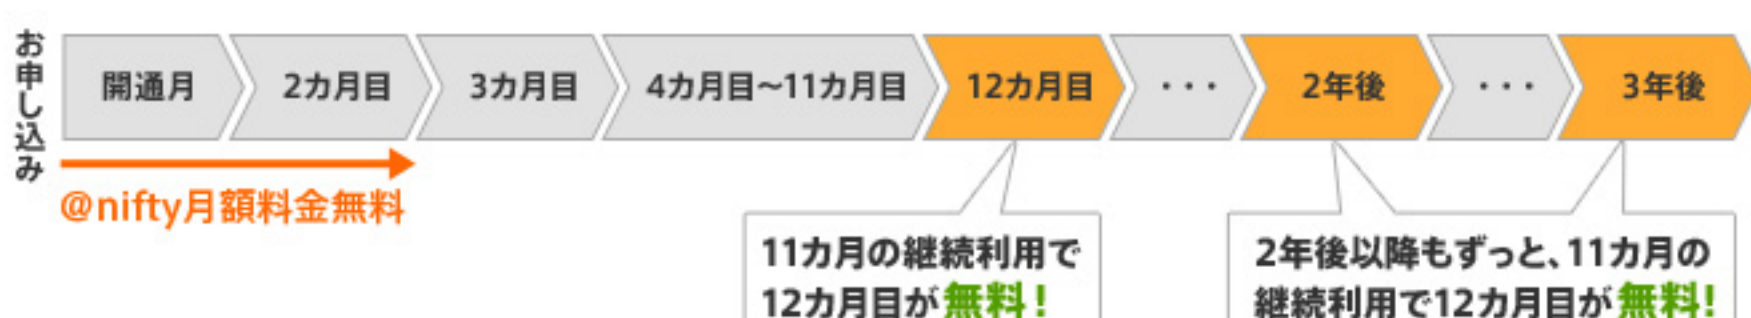 お申し込み
開通月
2カ月目
3カ月目
4カ月目～11カ月目
12カ月目
・・・
2年後
・・・
3年後
@nifty月額料金無料
11カ月の継続利用で
12カ月目が無料！
2年後以降もずっと、11カ月の
継続利用で12カ月目が無料!